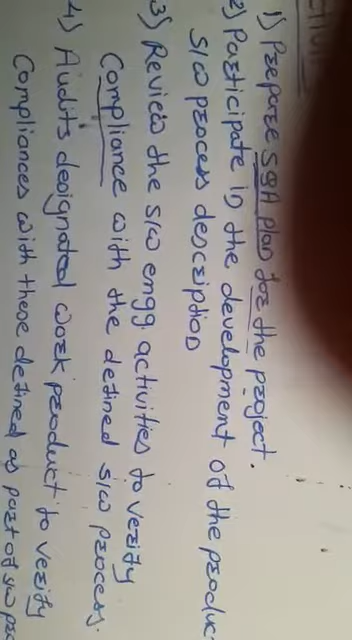 1) Prepare SQA plan for the project.
2) Participate in the development of the
s/w process description
3) Review the s/w engg. activities to verify
Compliance with the defined s/w process.
4) Audits designated work product to verify
Compliances with those defined as part of s/w